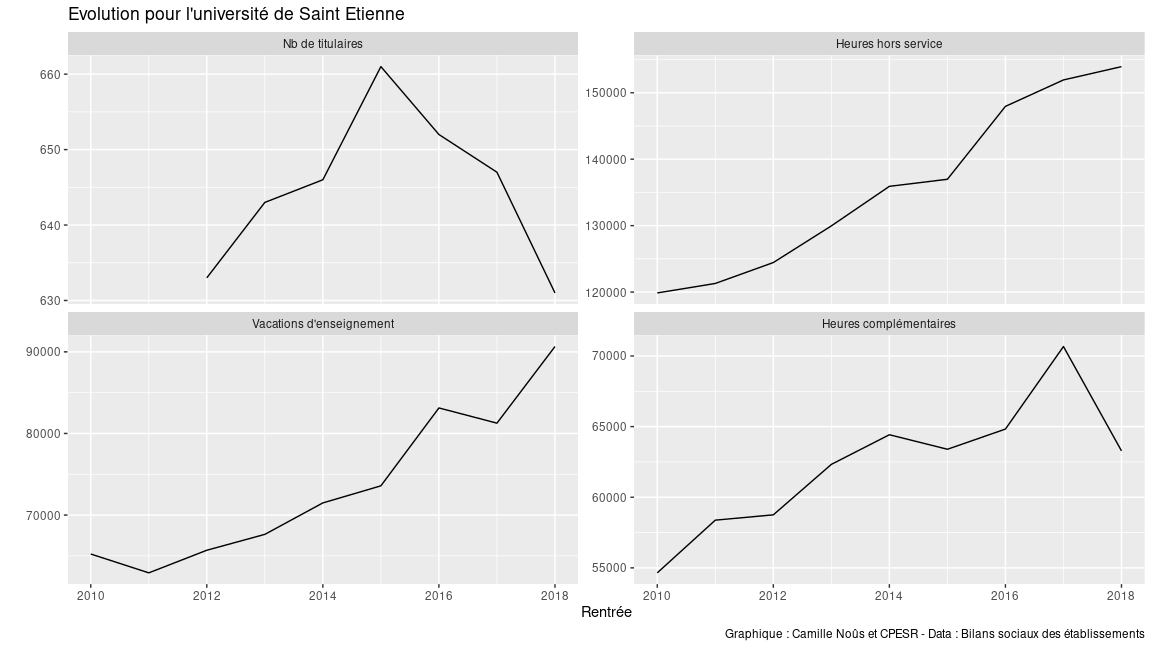 Evolution pour l'université de Saint Etienne
Nb de titulaires
660
650
640
630
Heures hors service
150000
140000
130000
120000
Vacations d'enseignement
90000
80000
70000
2010 2012 2014 2016 2018
Heures complémentaires
70000
65000
60000
55000
2010 2012 2014 2016 2018
Rentrée
Graphique : Camille Noûs et CPESR - Data : Bilans sociaux des établissements